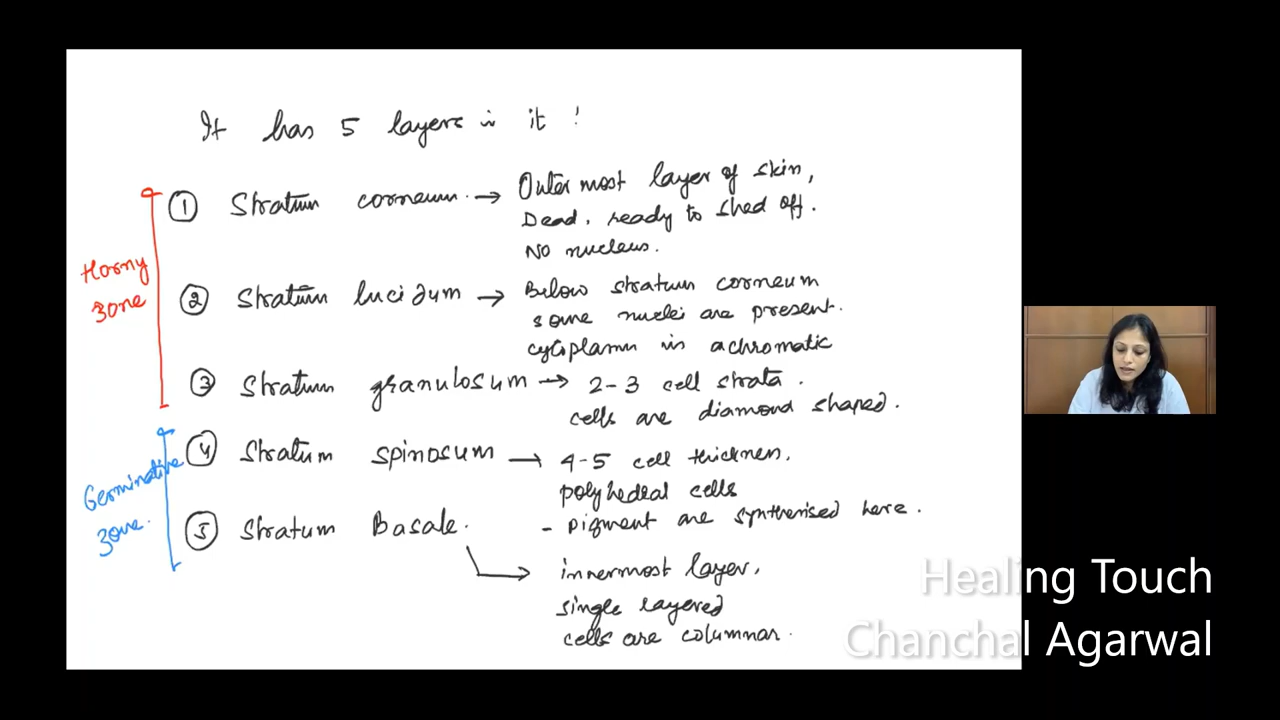 It has 5 layers in it !
① Stratum corneum → Outer most layer of skin,
Dead, ready to shed off.
No nucleus.
Horny zone
② Stratum lucidum → Below stratum corneum
some nuclei are present.
cytoplasm is achromatic
③ Stratum granulosum → 2-3 cell strata.
cells are diamond shaped.
Germinative zone.
④ Stratum spinosum — 4-5 cell thickness,
polyhedral cells
- pigment are synthesised here.
⑤ Stratum Basale.
→ innermost layer,
single layered
cells are columnar.
Healing Touch
Chanchal Agarwal